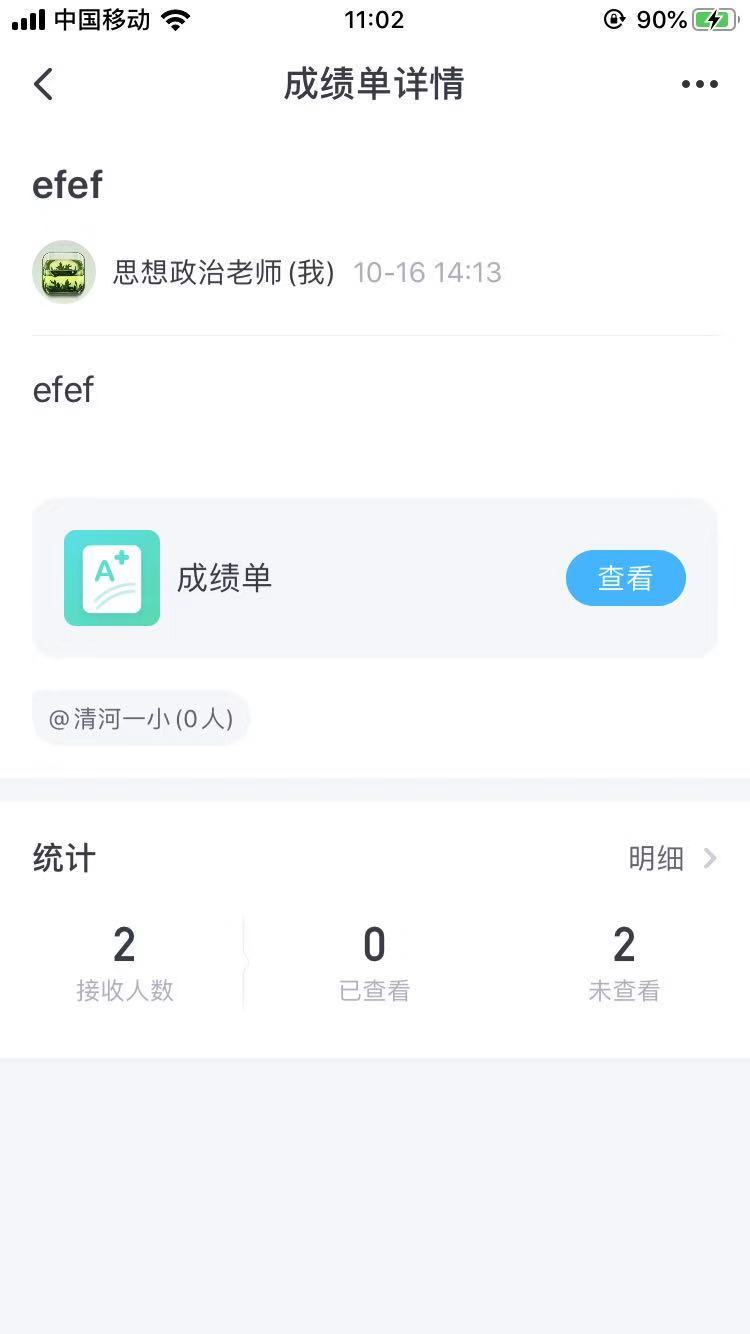 中国移动 11:02 90%
成绩单详情
efef
思想政治老师(我) 10-16 14:13
efef
A+ 成绩单 查看
@清河一小(0人)
统计 明细
2 0 2
接收人数 已查看 未查看